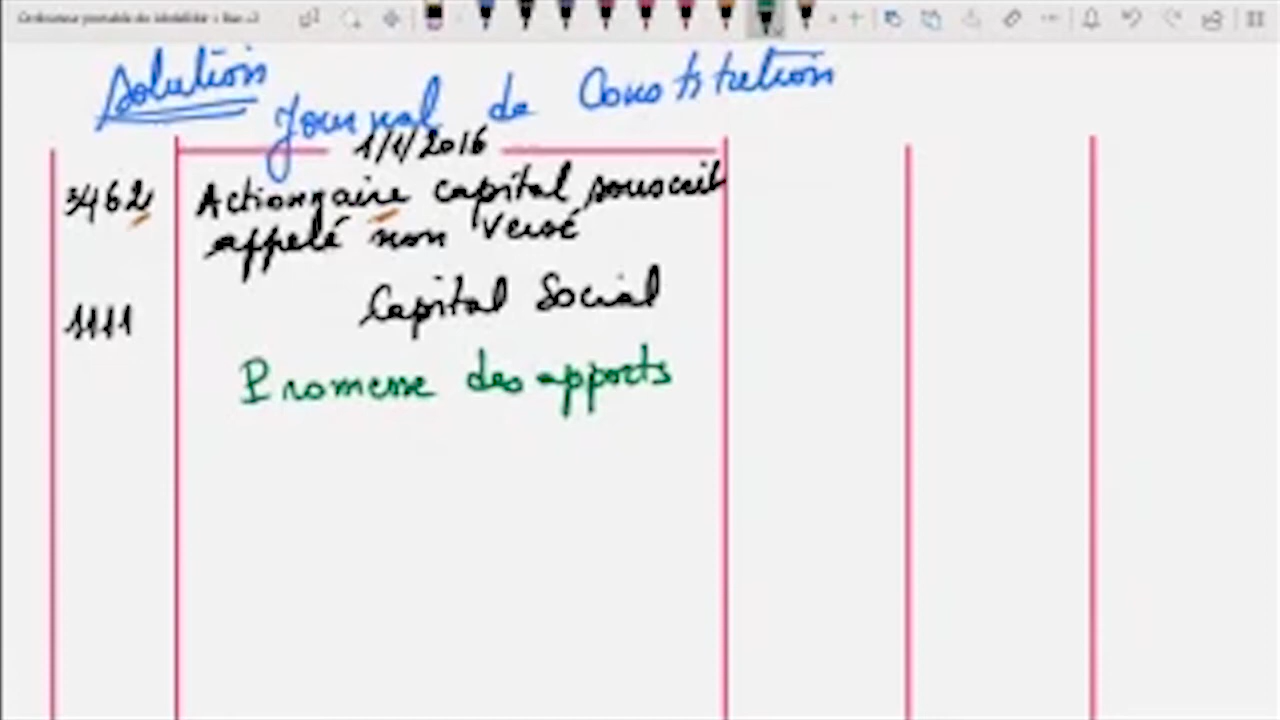 Solution
Journal de Constitution
1/1/2016
3462 Actionnaire capital souscrit
appelé non versé
1111 Capital Social
Promesse des apports